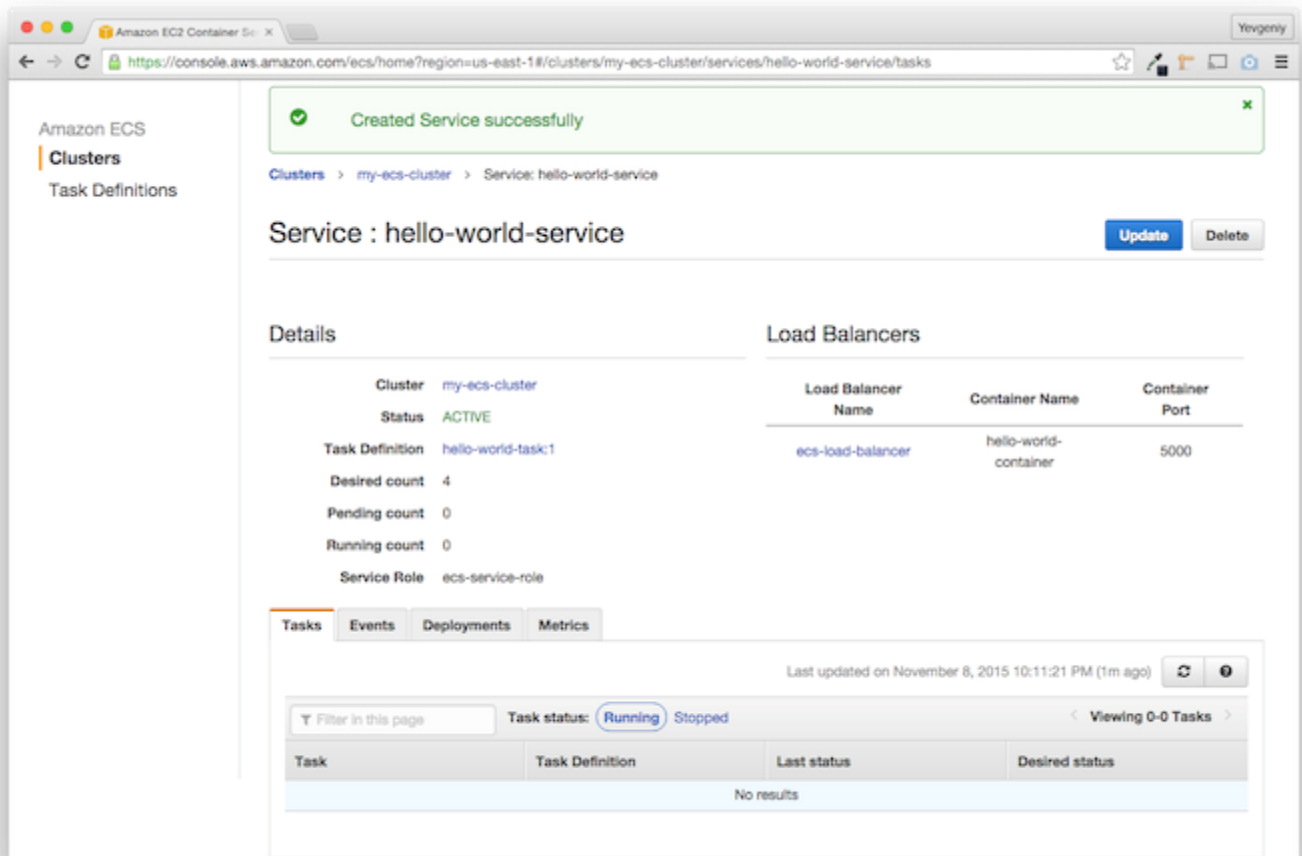 Amazon EC2 Container Se
Yevgeniy
https://console.aws.amazon.com/ecs/home?region=us-east-1#/clusters/my-ecs-cluster/services/hello-world-service/tasks
Amazon ECS
Clusters
Task Definitions
Created Service successfully
Clusters > my-ecs-cluster > Service: hello-world-service
Service : hello-world-service
Update Delete
Details
Cluster my-ecs-cluster
Status ACTIVE
Task Definition hello-world-task:1
Desired count 4
Pending count 0
Running count 0
Service Role ecs-service-role
Load Balancers
Load Balancer Name Container Name Container Port
ecs-load-balancer hello-world-container 5000
Tasks Events Deployments Metrics
Last updated on November 8, 2015 10:11:21 PM (1m ago)
Filter in this page Task status: Running Stopped < Viewing 0-0 Tasks >
Task Task Definition Last status Desired status
No results